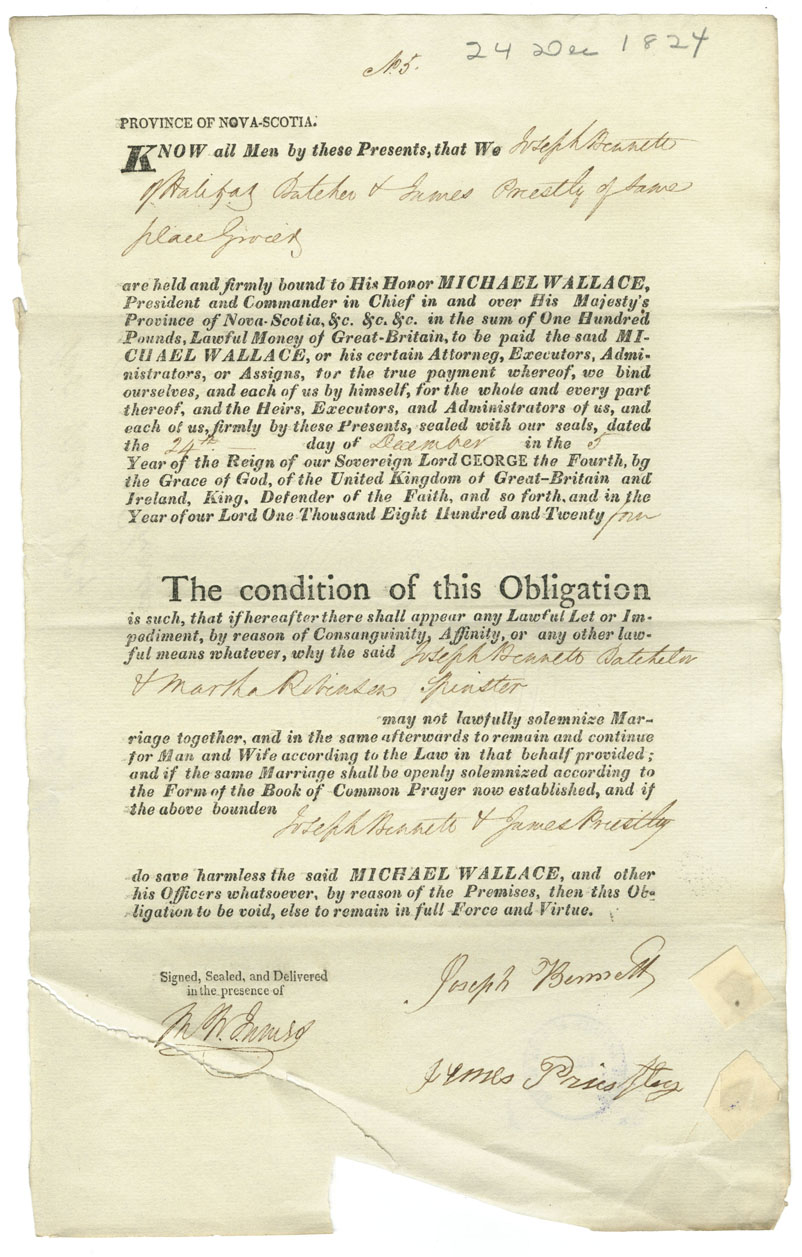 24 Dec 1824
No. 5.
PROVINCE OF NOVA-SCOTIA.
KNOW all Men by these Presents, that We Joseph Bennett
of Halifax Butcher & James Priestly of same
place
are held and firmly bound to His Honor MICHAEL WALLACE,
President and Commander in Chief in and over His Majesty's
Province of Nova-Scotia, &c. &c. &c. in the sum of One Hundred
Pounds, Lawful Money of Great-Britain, to be paid the said MI-
CHAEL WALLACE, or his certain Attorneg, Executors, Admi-
nistrators, or Assigns, for the true payment whereof, we bind
ourselves, and each of us by himself, for the whole and every part
thereof, and the Heirs, Executors, and Administrators of us, and
each of us, firmly by these Presents, sealed with our seals, dated
the 24th day of December in the 5
Year of the Reign of our Sovereign Lord GEORGE the Fourth, bg
the Grace of God, of the United Kingdom of Great-Britain and
Ireland, King, Defender of the Faith, and so forth. and in the
Year of our Lord One Thousand Eight Hundred and Twenty four
The condition of this Obligation
is such, that if hereafter there shall appear any Lawful Let or Im-
pediment, by reason of Consanguinity, Affinity, or any other law-
ful means whatever, why the said Joseph Bennett Batchelor
& Martha Robinson Spinster
may not lawfully solemnize Mar-
riage together, and in the same afterwards to remain and continue
for Man and Wife according to the Law in that behalf provided;
and if the same Marriage shall be openly solemnized according to
the Form of the Book of Common Prayer now established, and if
the above bounden
Joseph Bennett & James Priestly
do save harmless the said MICHAEL WALLACE, and other
his Officers whatsoever, by reason of the Premises, then this Ob-
ligation to be void, else to remain in full Force and Virtue.
Signed, Sealed, and Delivered
in the presence of
Joseph Bennett
James Priestley